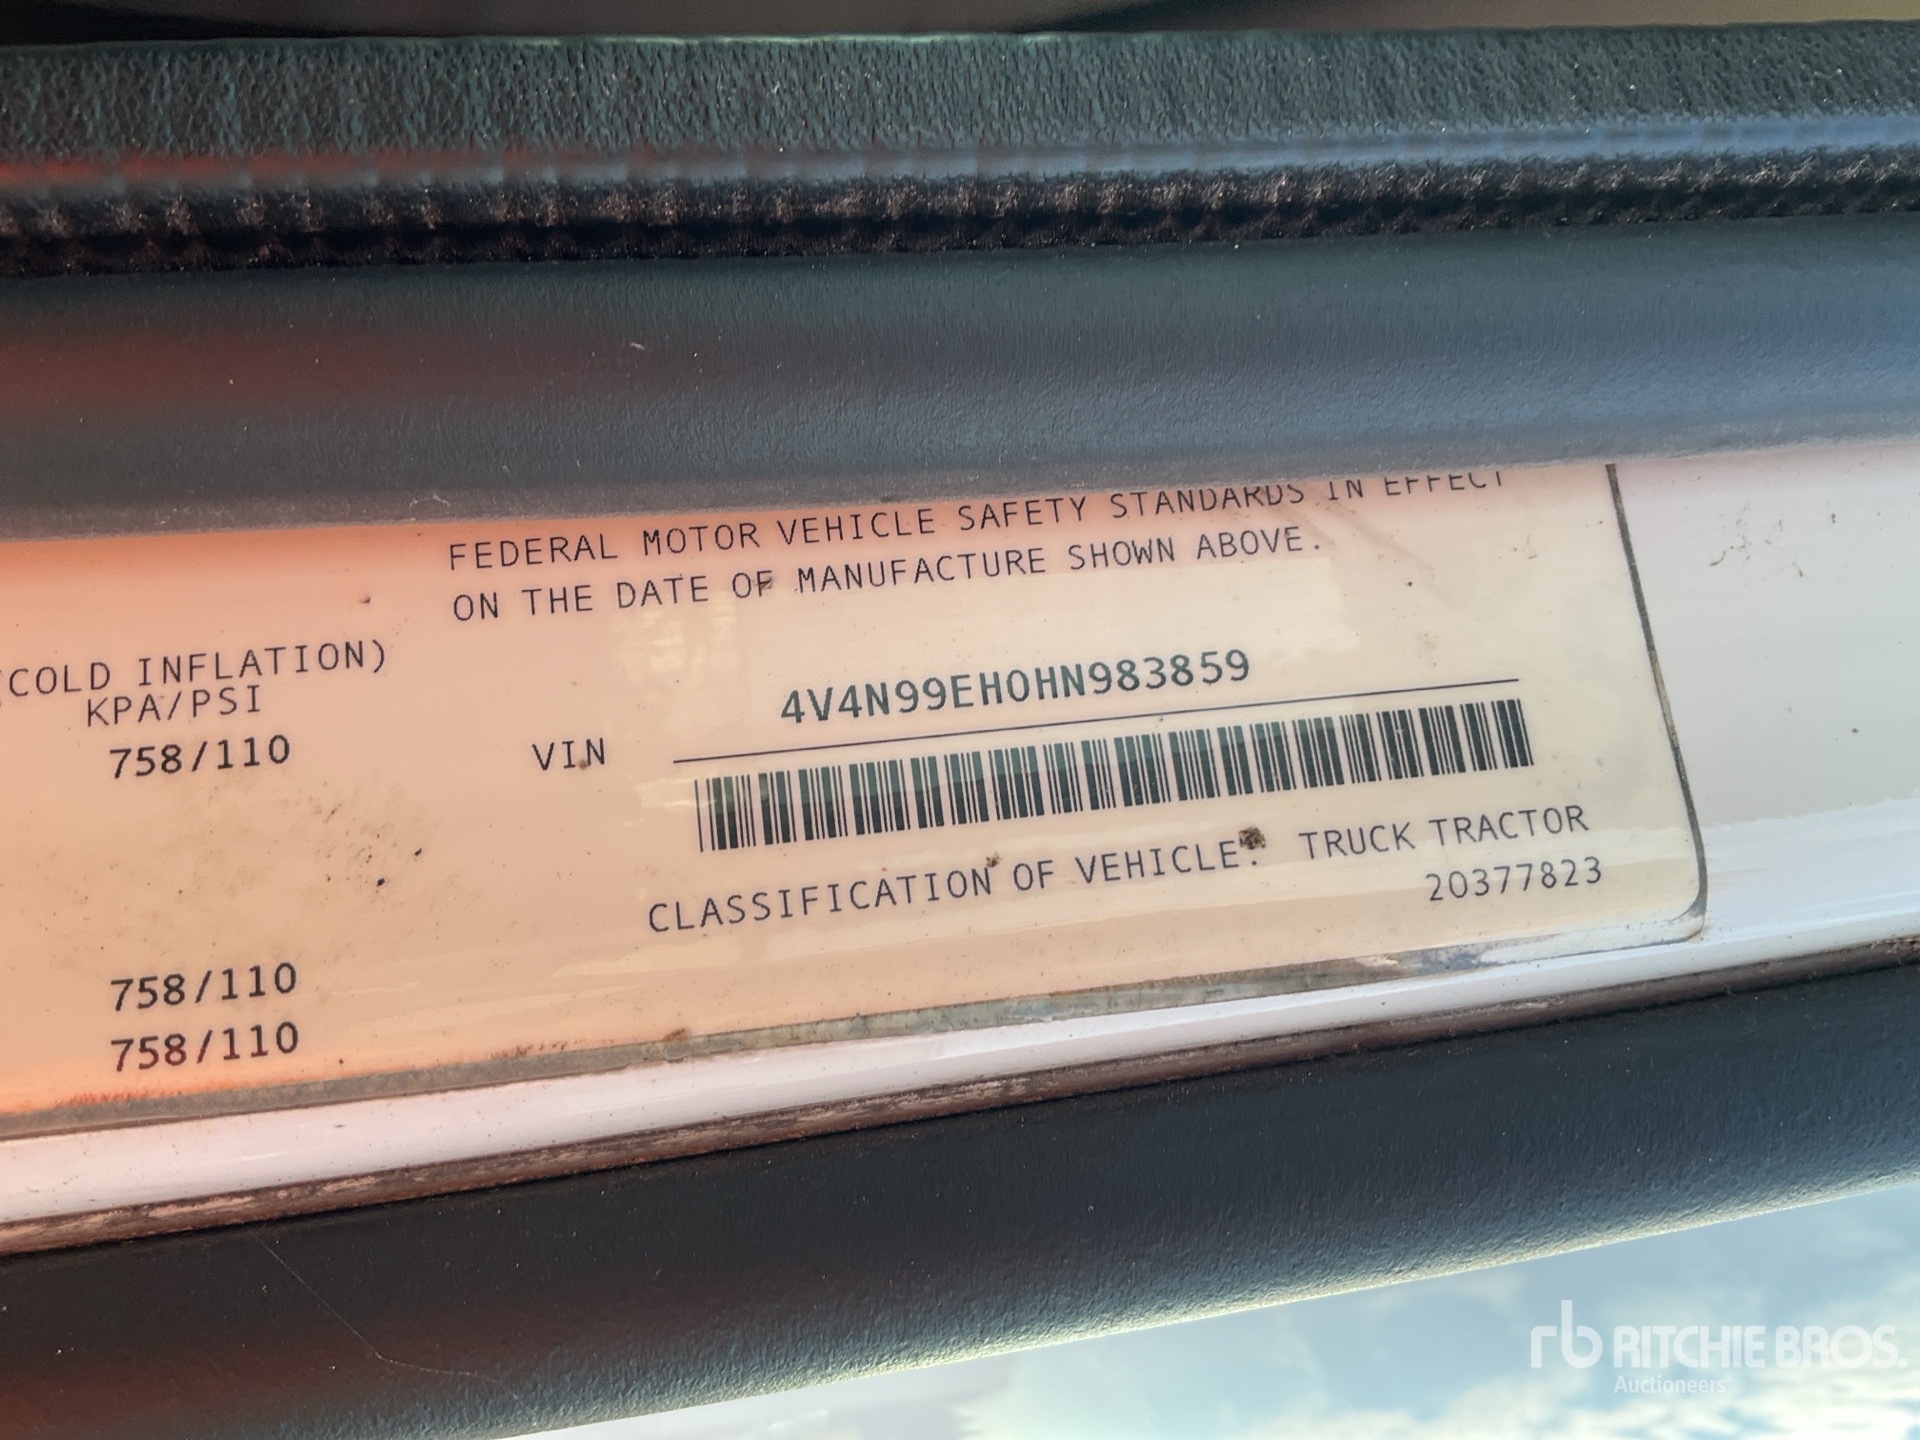 FEDERAL MOTOR VEHICLE SAFETY STANDARDS IN EFFECT
ON THE DATE OF MANUFACTURE SHOWN ABOVE.
(COLD INFLATION)
KPA/PSI
758/110
4V4N99EH0HN983859
VIN
CLASSIFICATION OF VEHICLE: TRUCK TRACTOR
20377823
758/110
758/110
rb RITCHIE BROS.
Auctioneers